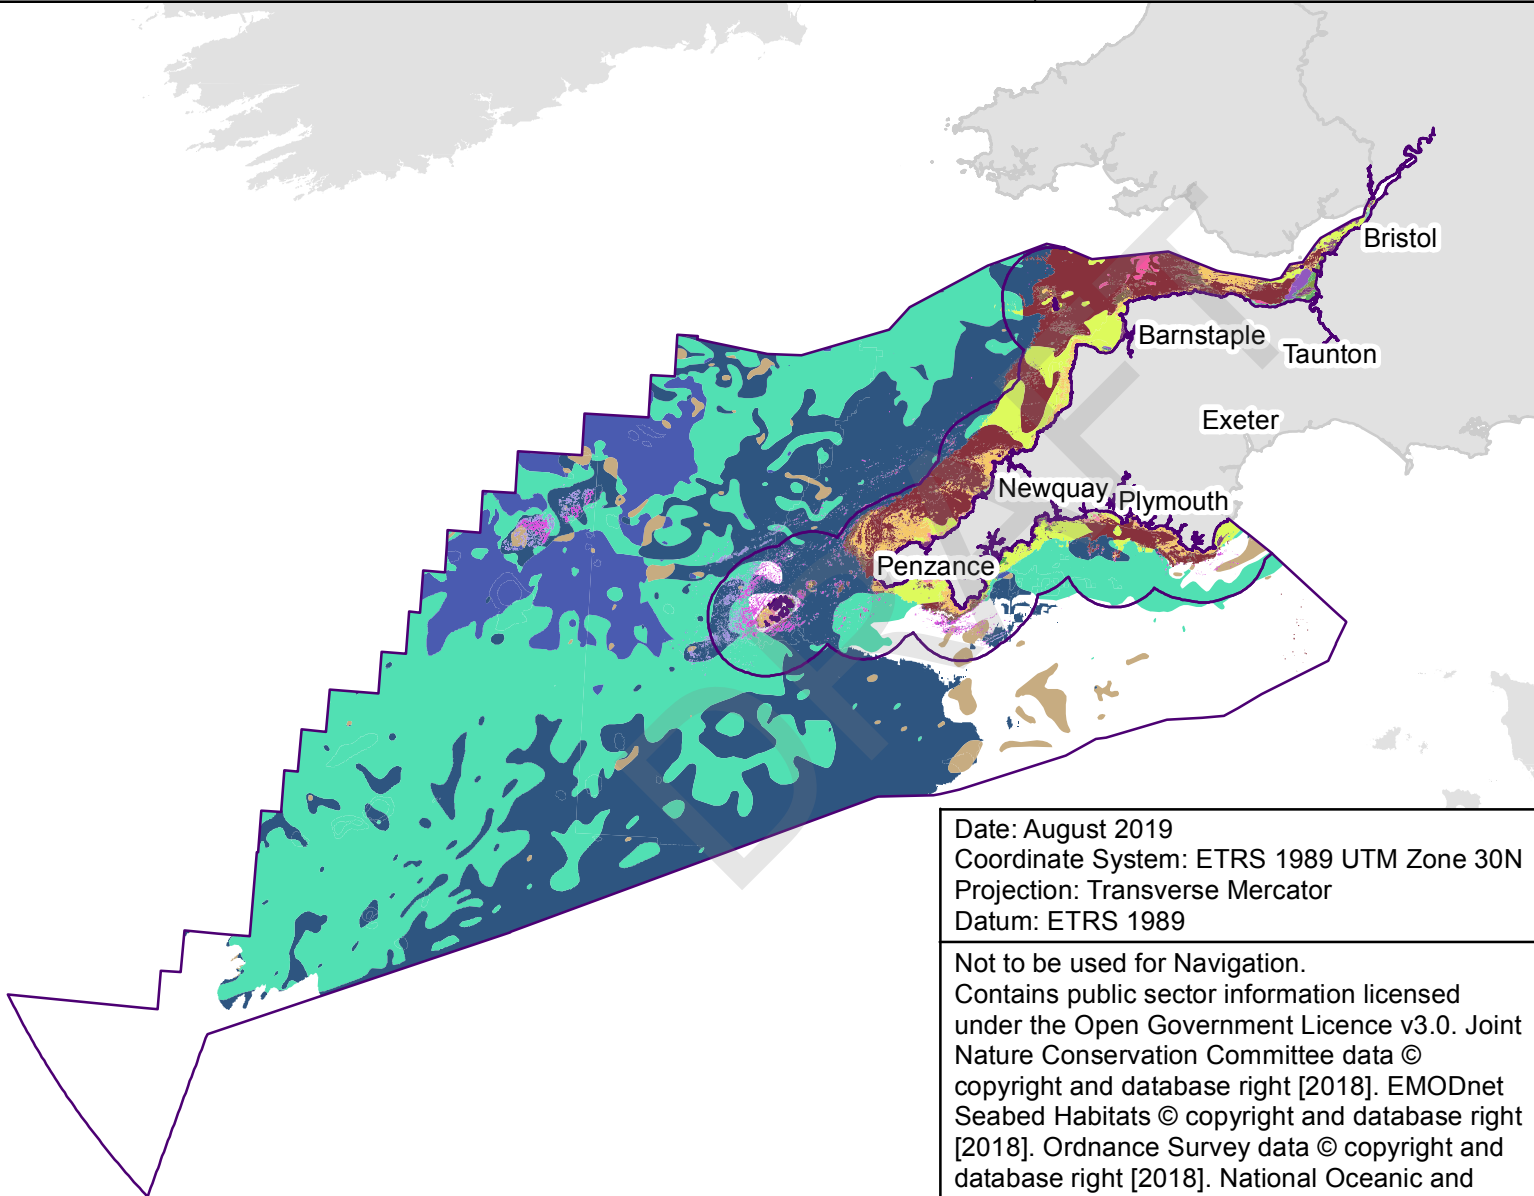 Bristol
Barnstaple
Taunton
Exeter
Newquay
Plymouth
Penzance
DRAFT
Date: August 2019
Coordinate System: ETRS 1989 UTM Zone 30N
Projection: Transverse Mercator
Datum: ETRS 1989
Not to be used for Navigation.
Contains public sector information licensed
under the Open Government Licence v3.0. Joint
Nature Conservation Committee data ©
copyright and database right [2018]. EMODnet
Seabed Habitats © copyright and database right
[2018]. Ordnance Survey data © copyright and
database right [2018]. National Oceanic and